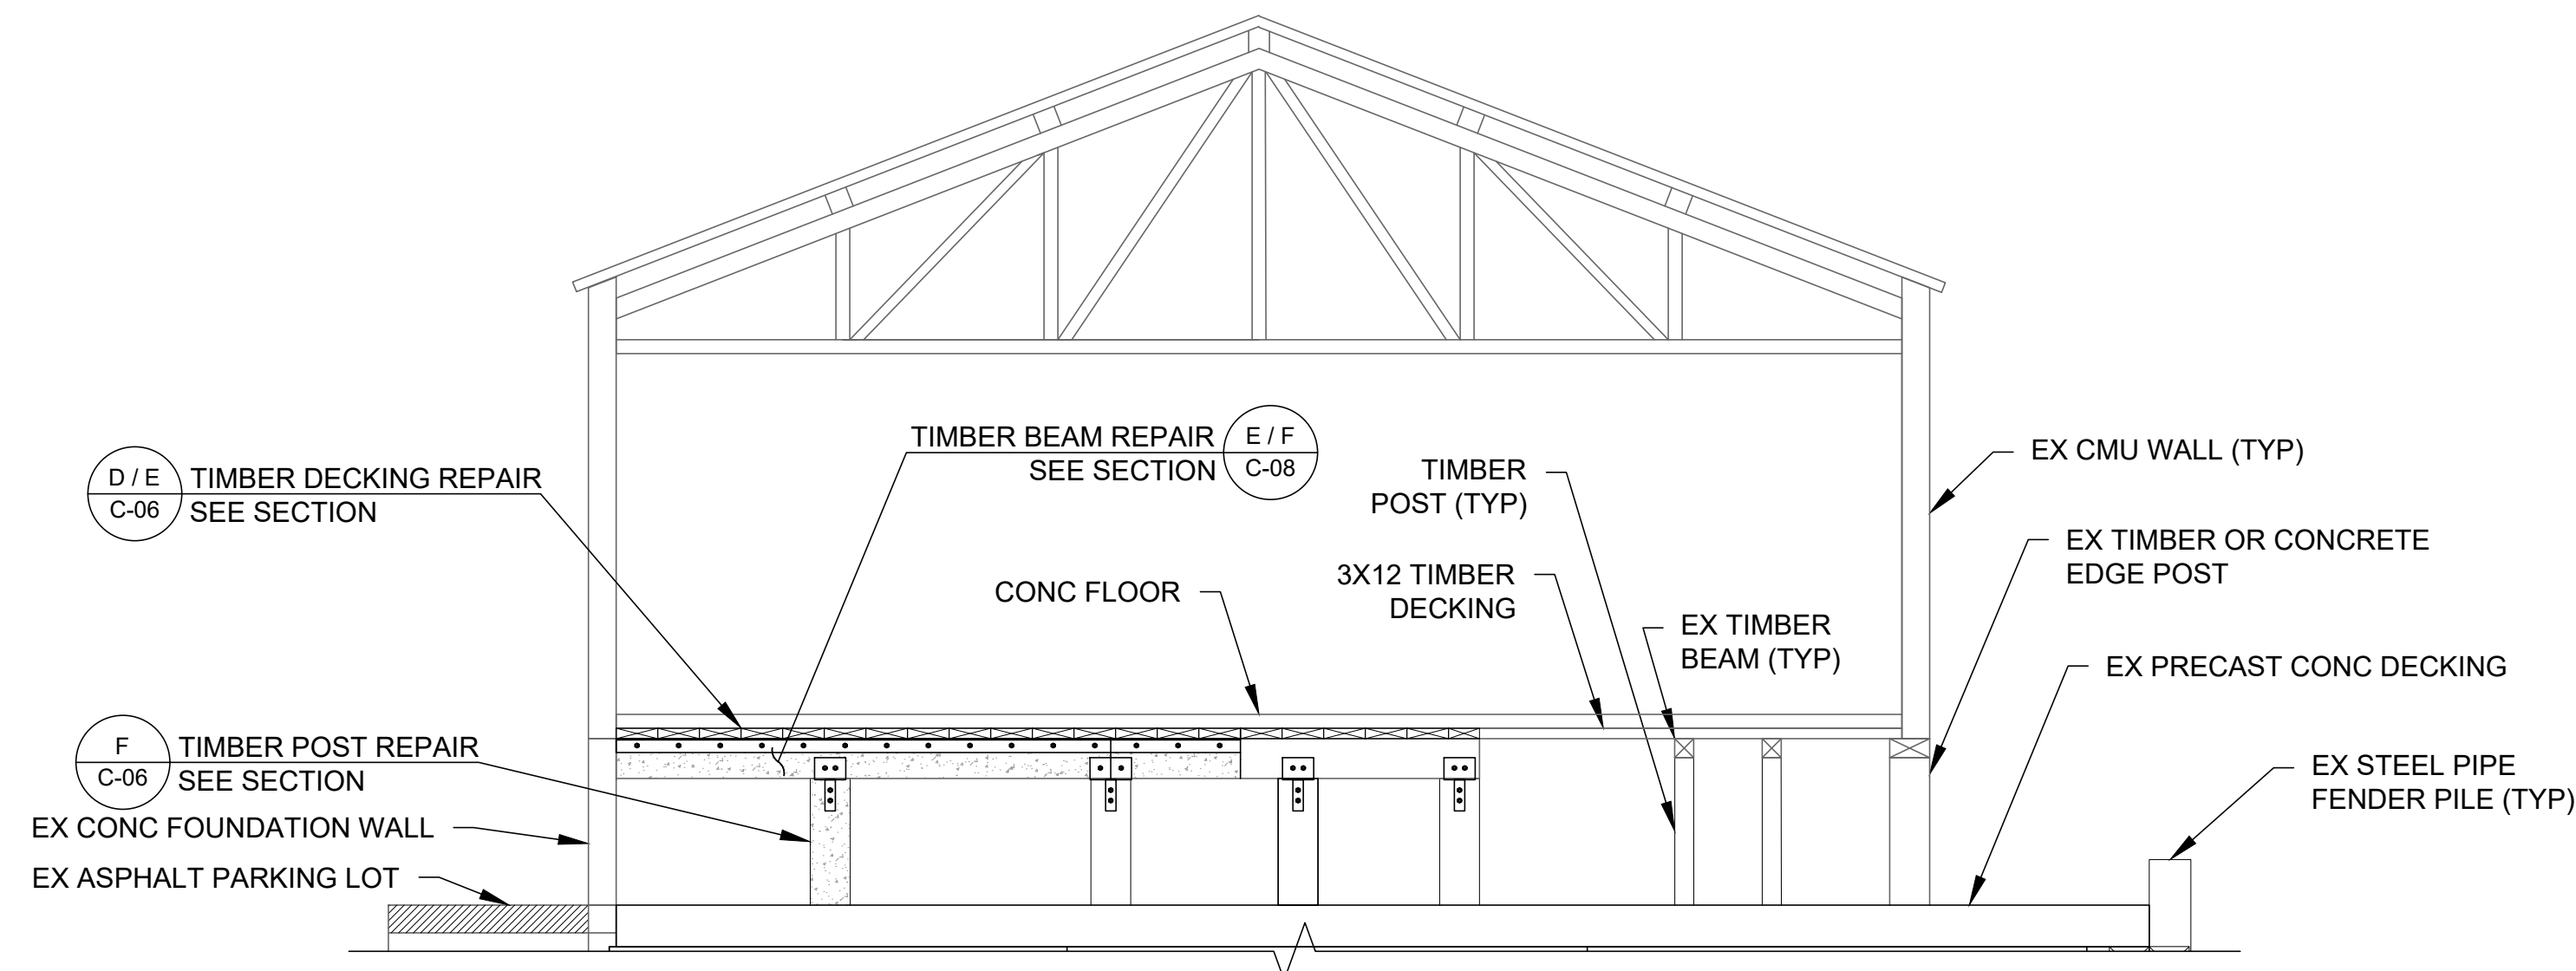 TIMBER BEAM REPAIR
SEE SECTION
E / F
C-08
D / E
C-06
TIMBER DECKING REPAIR
SEE SECTION
TIMBER
POST (TYP)
EX CMU WALL (TYP)
CONC FLOOR
3X12 TIMBER
DECKING
EX TIMBER OR CONCRETE
EDGE POST
EX TIMBER
BEAM (TYP)
EX PRECAST CONC DECKING
F
C-06
TIMBER POST REPAIR
SEE SECTION
EX STEEL PIPE
FENDER PILE (TYP)
EX CONC FOUNDATION WALL
EX ASPHALT PARKING LOT